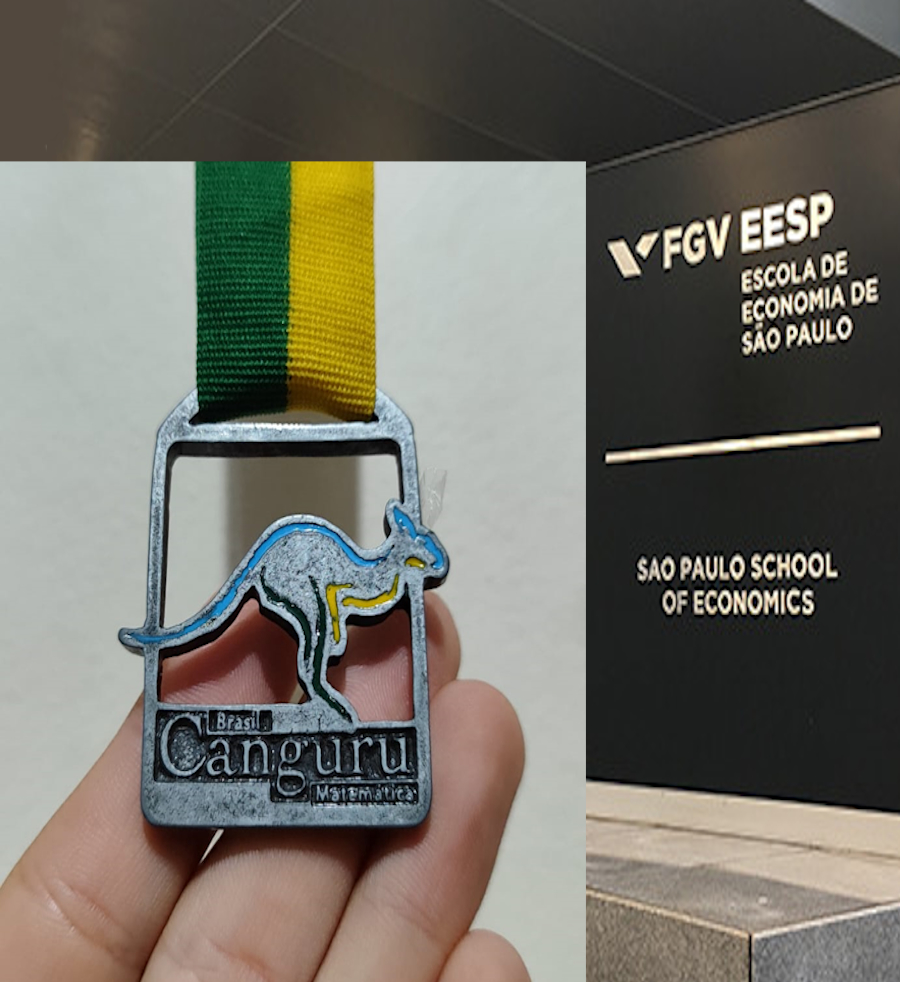 FGV EESP
ESCOLA DE
ECONOMIA DE
SÃO PAULO
SAO PAULO SCHOOL
OF ECONOMICS
Brasil
Canguru
Matemática